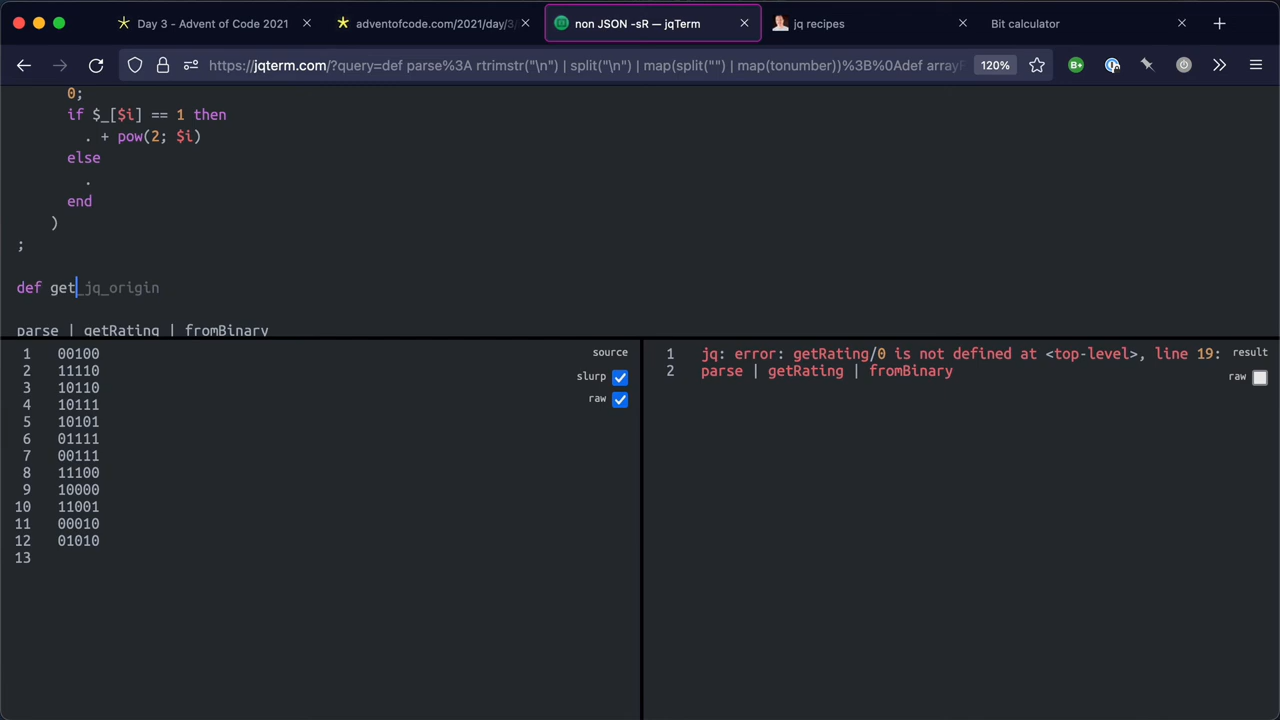 Day 3 - Advent of Code 2021
adventofcode.com/2021/day/3/
non JSON -sR — jqTerm
jq recipes
Bit calculator
https://jqterm.com/?query=def parse%3A rtrimstr("\n") | split("\n") | map(split("") | map(tonumber))%3B%0Adef arrayF
120%
0;
if $_[$i] == 1 then
. + pow(2; $i)
else
.
end
)
;
def get_jq_origin
parse | getRating | fromBinary
1 00100
2 11110
3 10110
4 10111
5 10101
6 01111
7 00111
8 11100
9 10000
10 11001
11 00010
12 01010
13
source
slurp
raw
1 jq: error: getRating/0 is not defined at <top-level>, line 19:
2 parse | getRating | fromBinary
result
raw